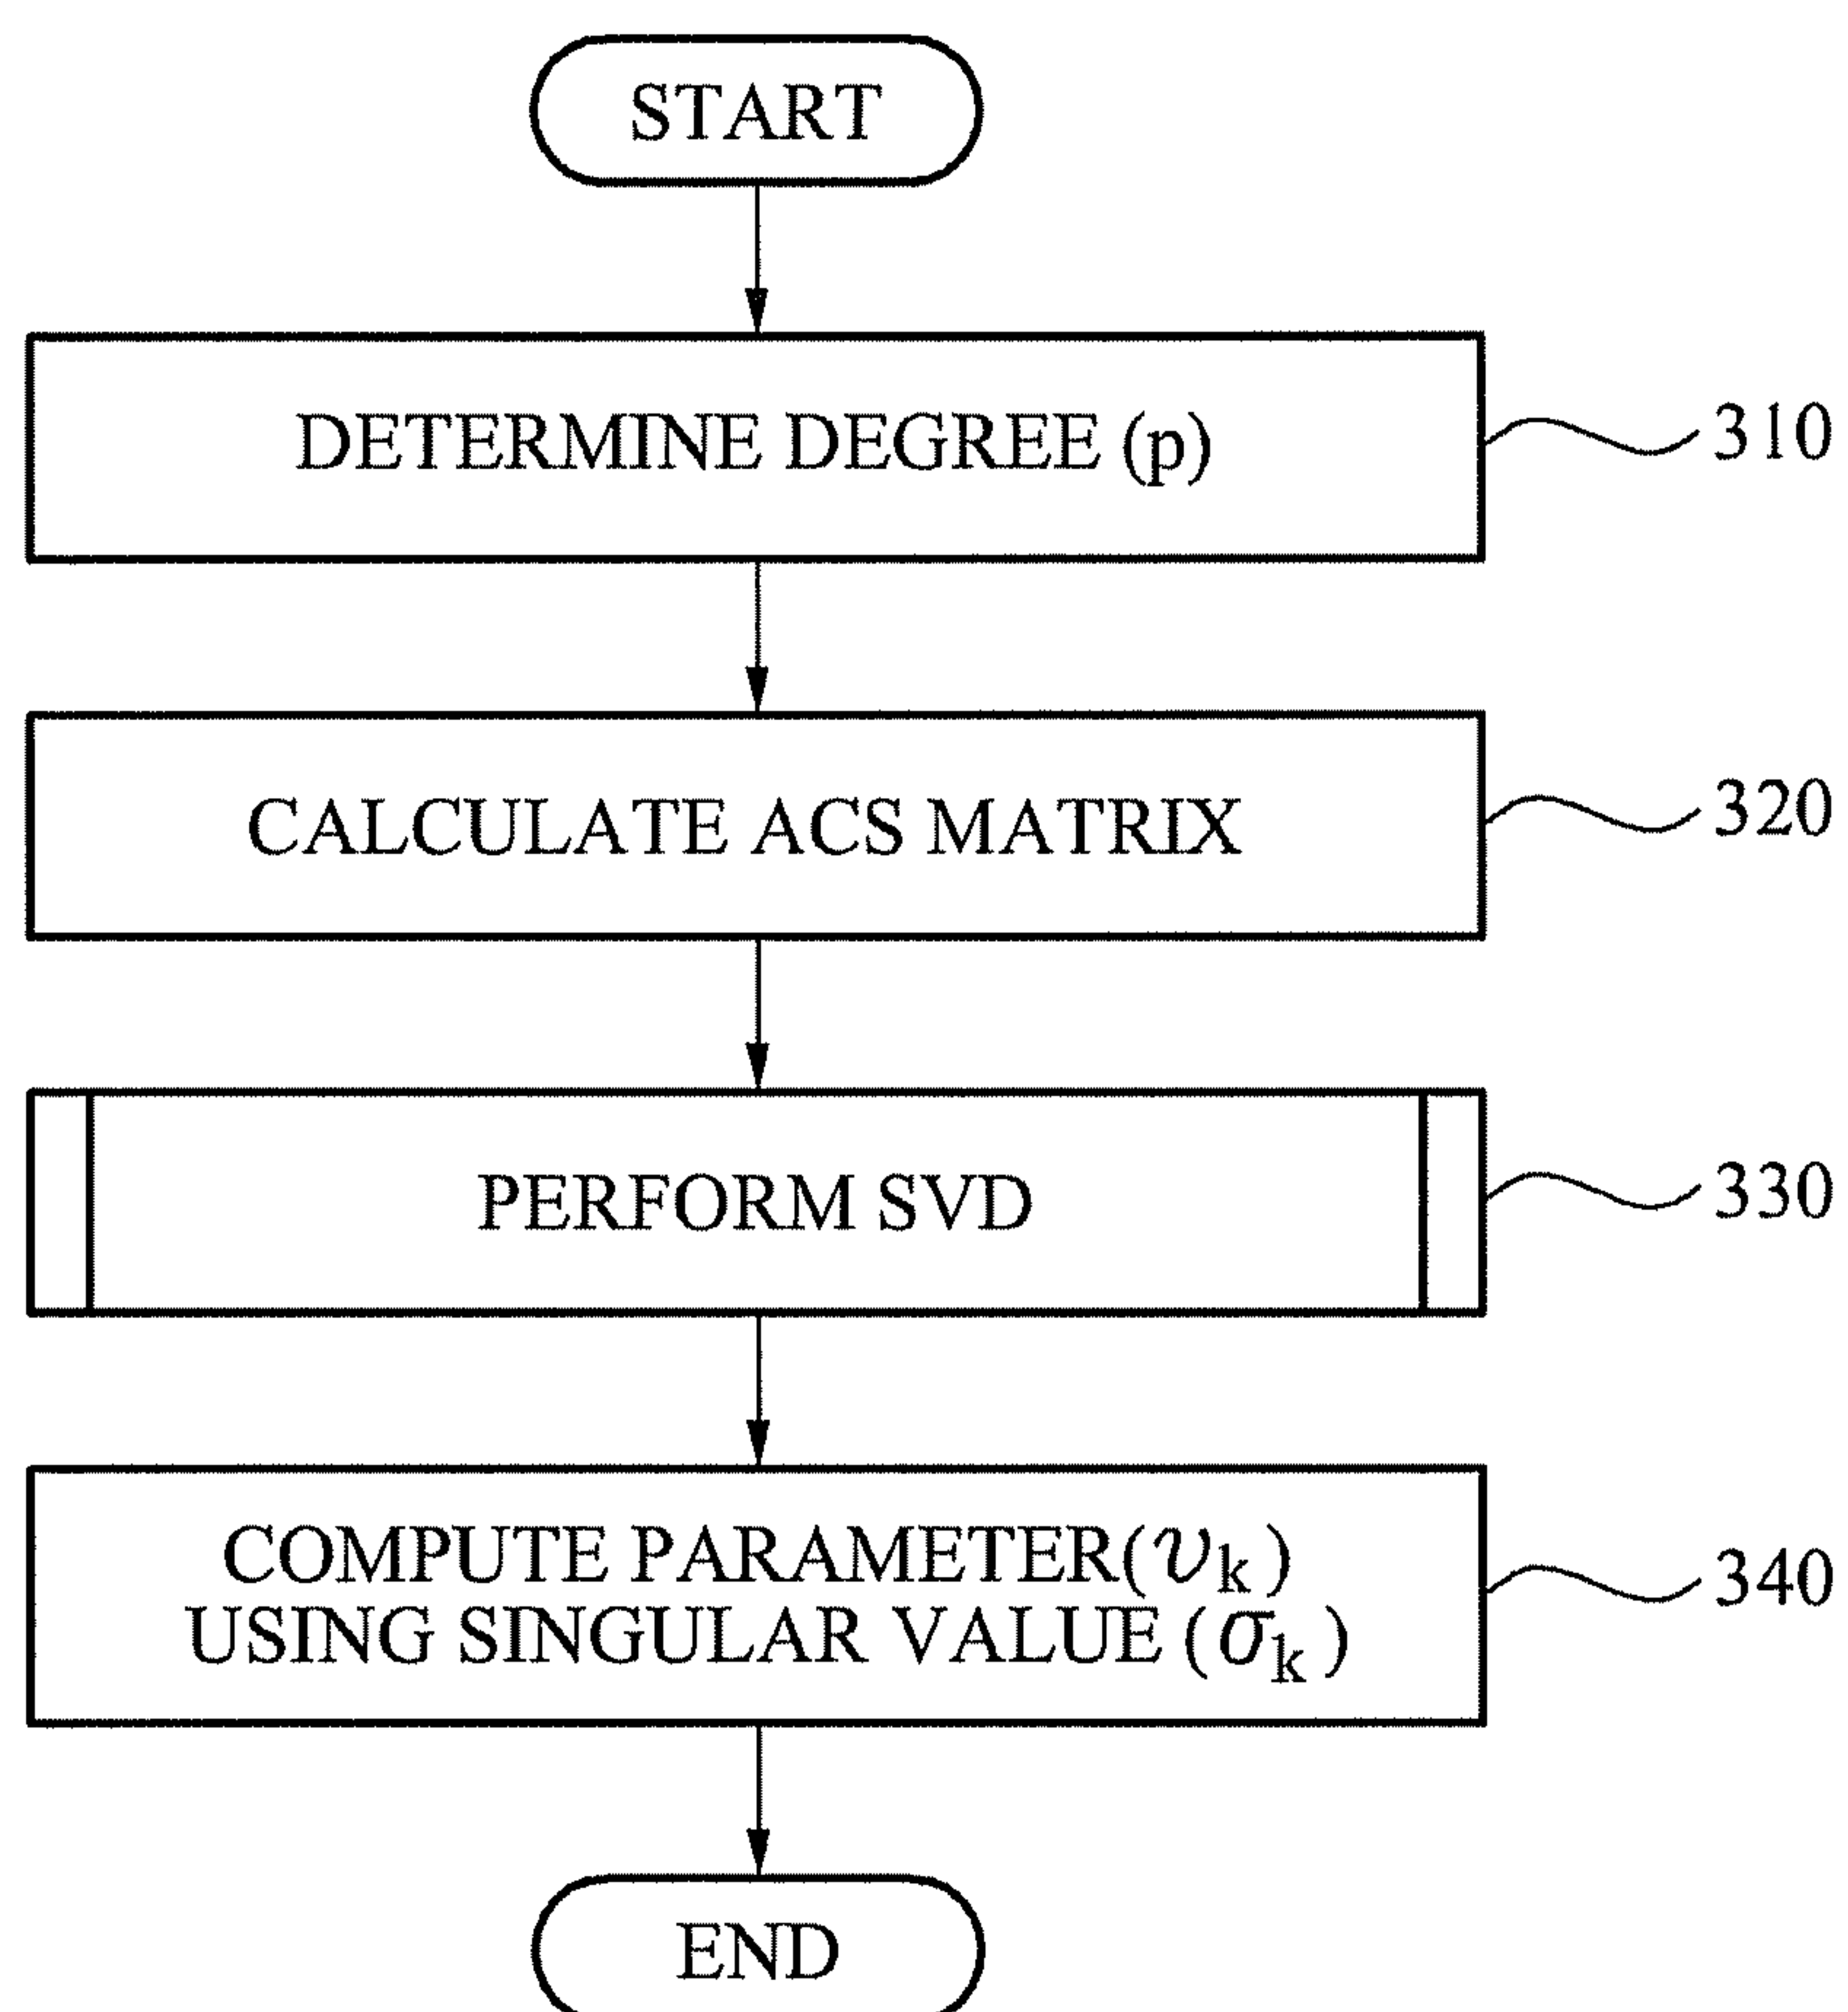 START
DETERMINE DEGREE (p)
310
CALCULATE ACS MATRIX
320
PERFORM SVD
330
COMPUTE PARAMETER(υk)
USING SINGULAR VALUE (σk)
340
END